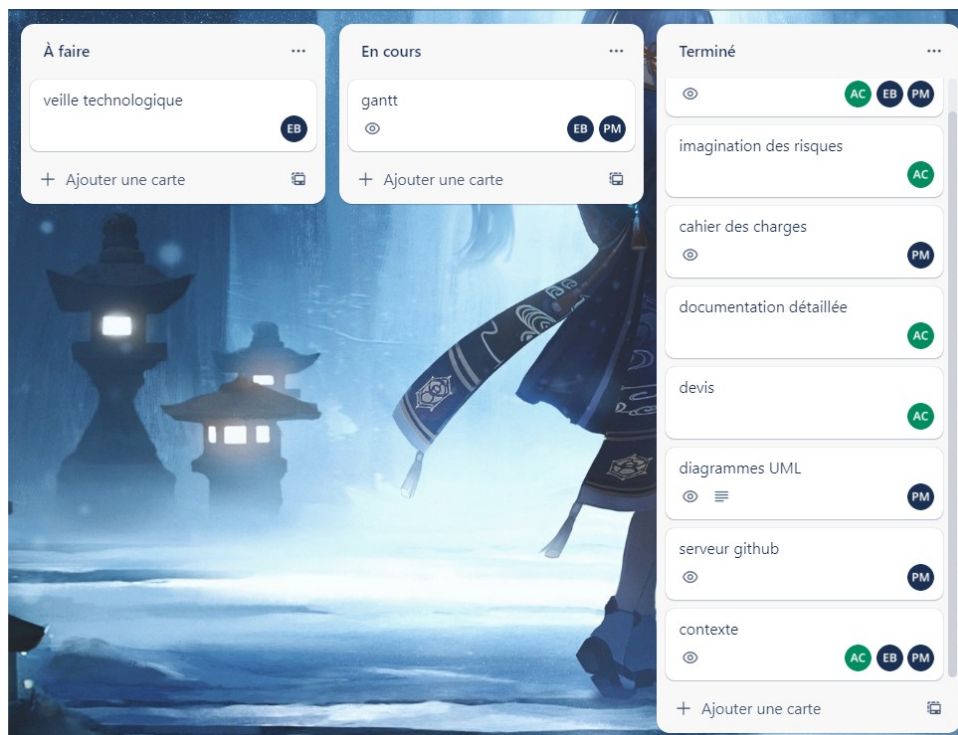 À faire
veille technologique
EB
+ Ajouter une carte
En cours
gantt
EB PM
+ Ajouter une carte
Terminé
AC EB PM
imagination des risques
AC
cahier des charges
PM
documentation détaillée
AC
devis
AC
diagrammes UML
PM
serveur github
PM
contexte
AC EB PM
+ Ajouter une carte